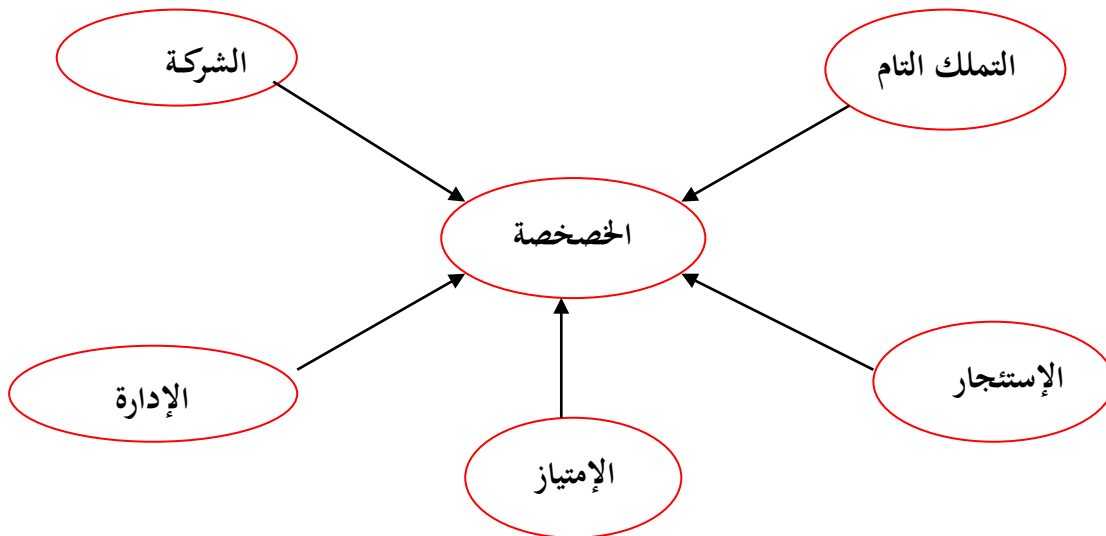 التملك التام
الشركة
الخصخصة
الإستئجار
الإدارة
الإمتياز